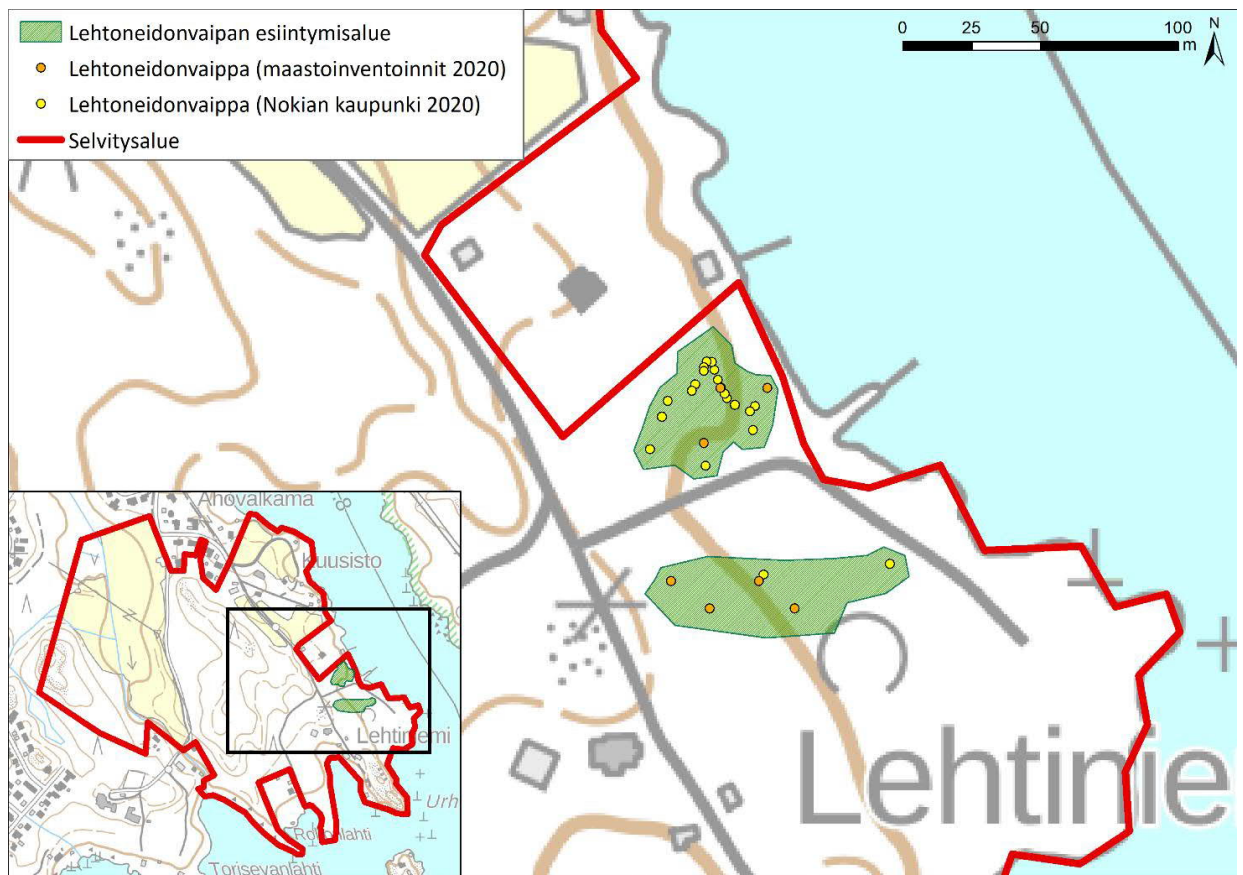 Lehtoneidonvaipan esiintymisalue
Lehtoneidonvaippa (maastoinventoinnit 2020)
Lehtoneidonvaippa (Nokian kaupunki 2020)
Selvitysalue
0 25 50 100
m
N
Ahovalkama
Kuusisto
Lehtiniemi
Urh
Torisevanlahti
Lehtinie